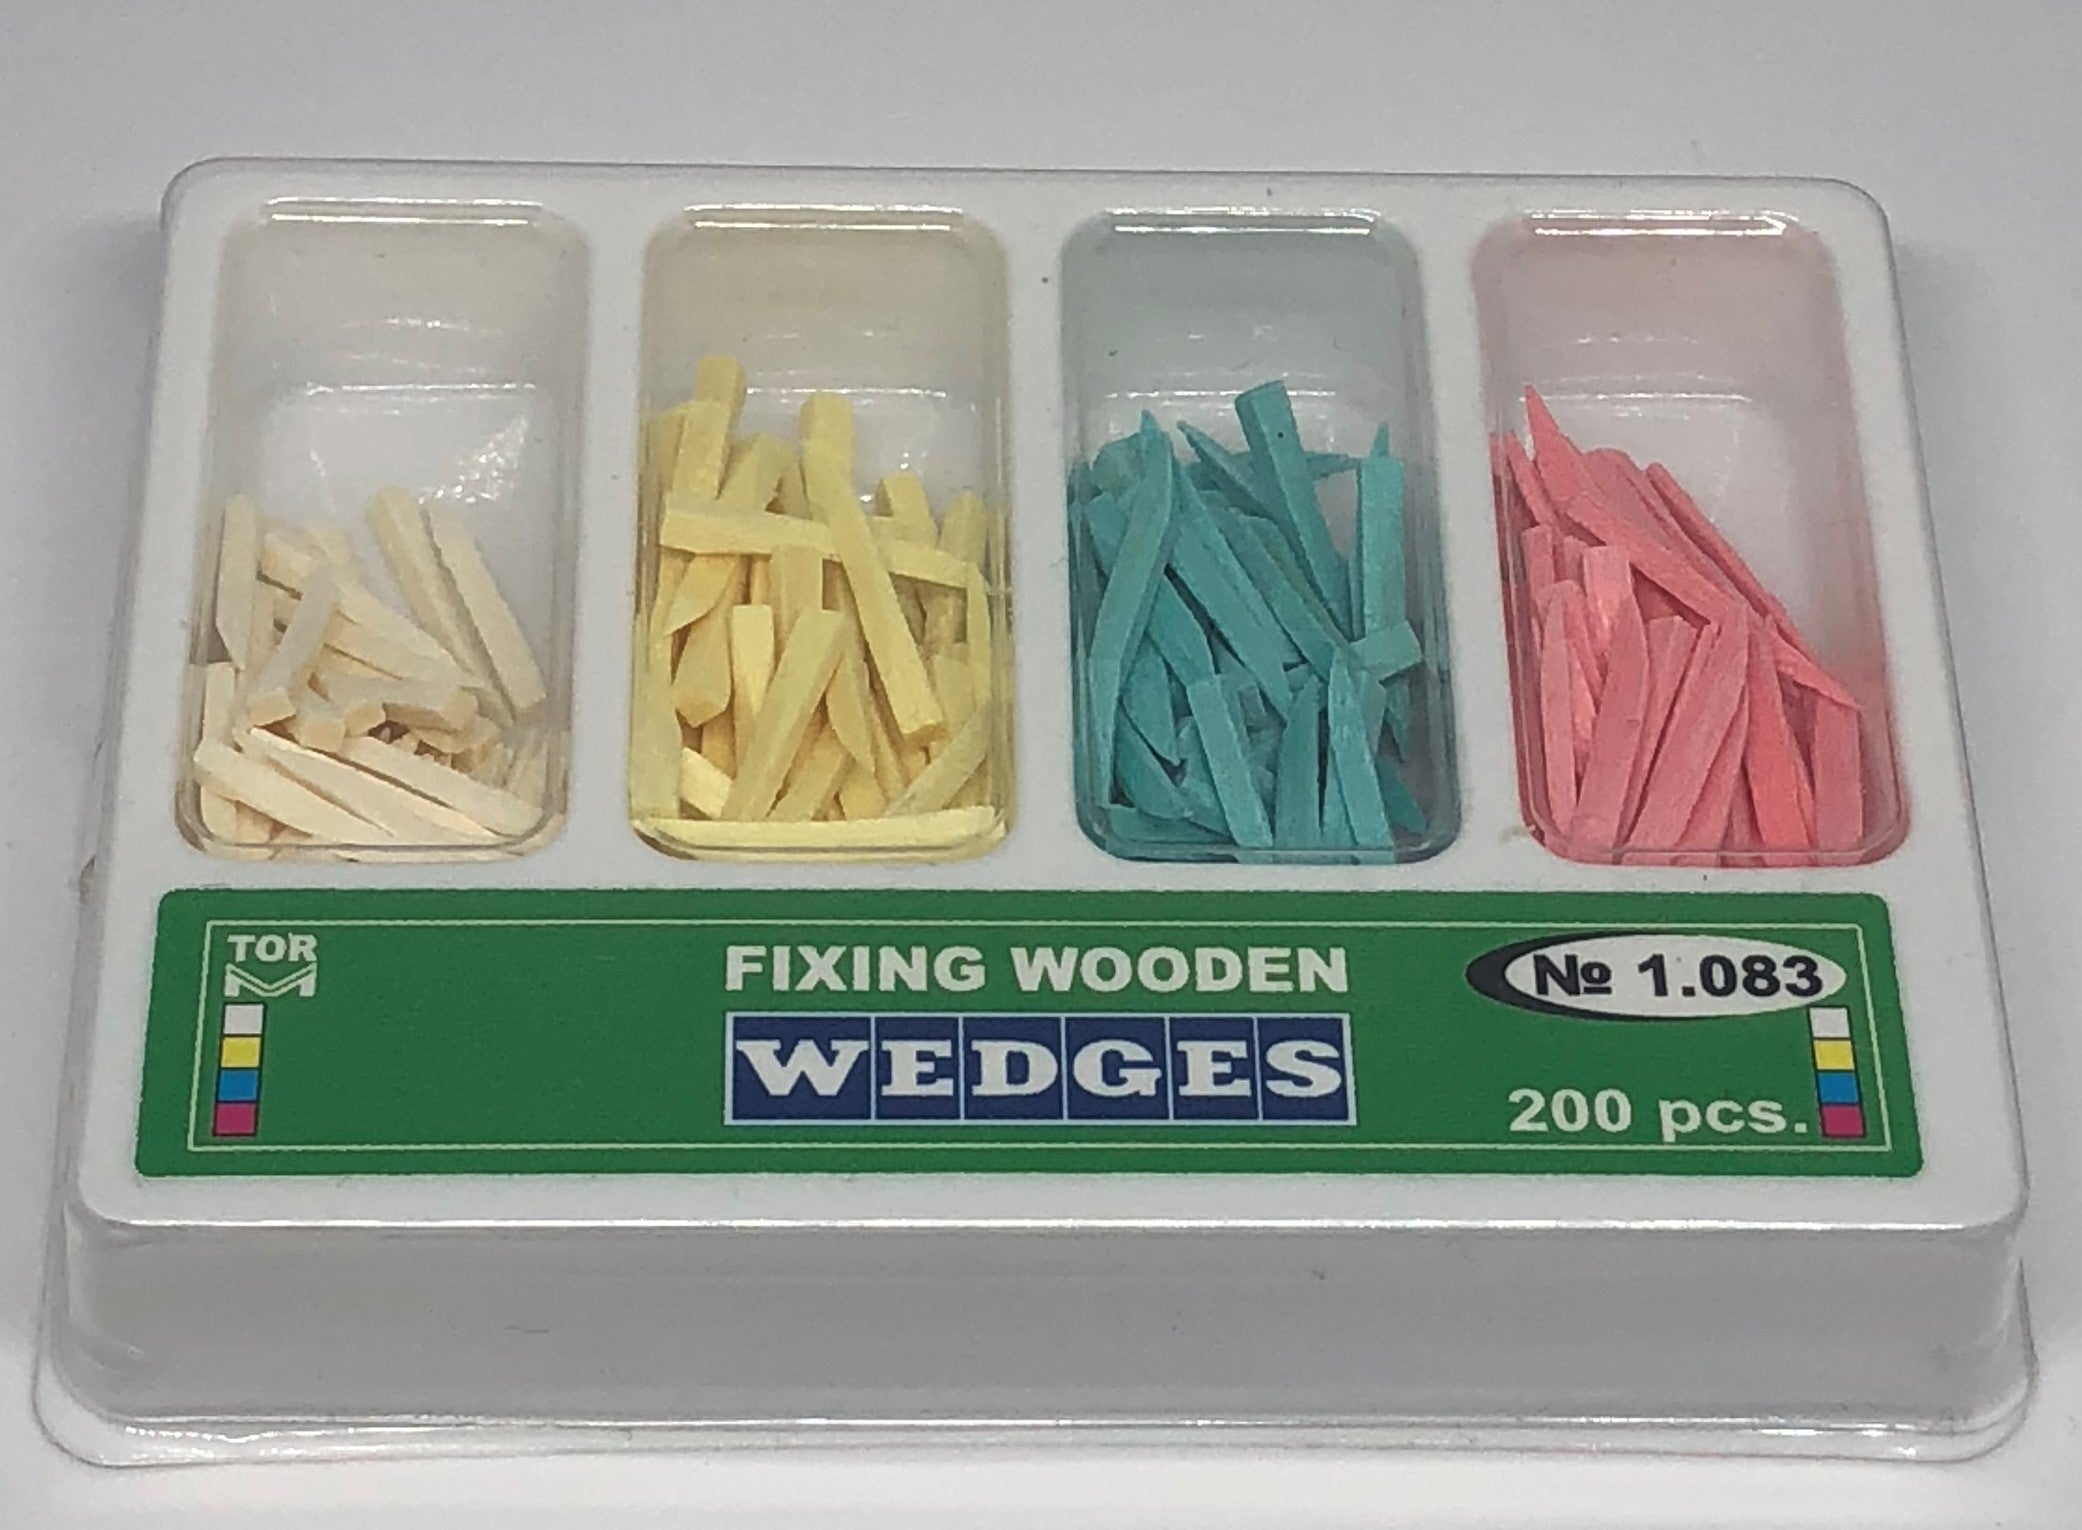 TOR
M
FIXING WOODEN
WEDGES
№ 1.083
200 pcs.